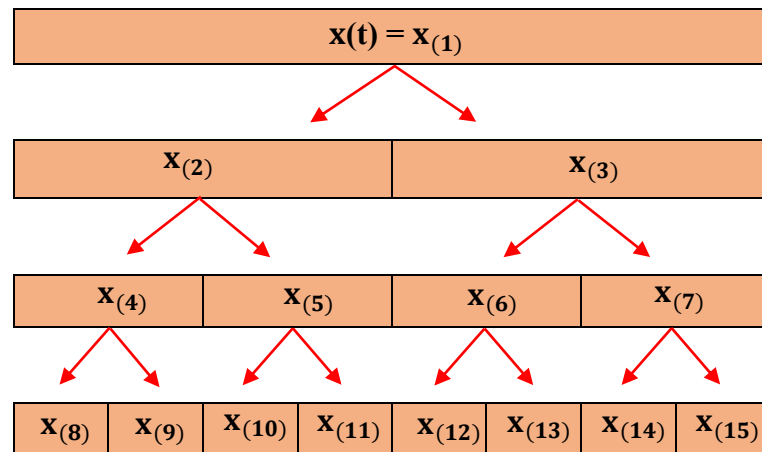 x(t) = x₍₁₎
x₍₂₎ x₍₃₎
x₍₄₎ x₍₅₎ x₍₆₎ x₍₇₎
x₍₈₎ x₍₉₎ x₍₁₀₎ x₍₁₁₎ x₍₁₂₎ x₍₁₃₎ x₍₁₄₎ x₍₁₅₎